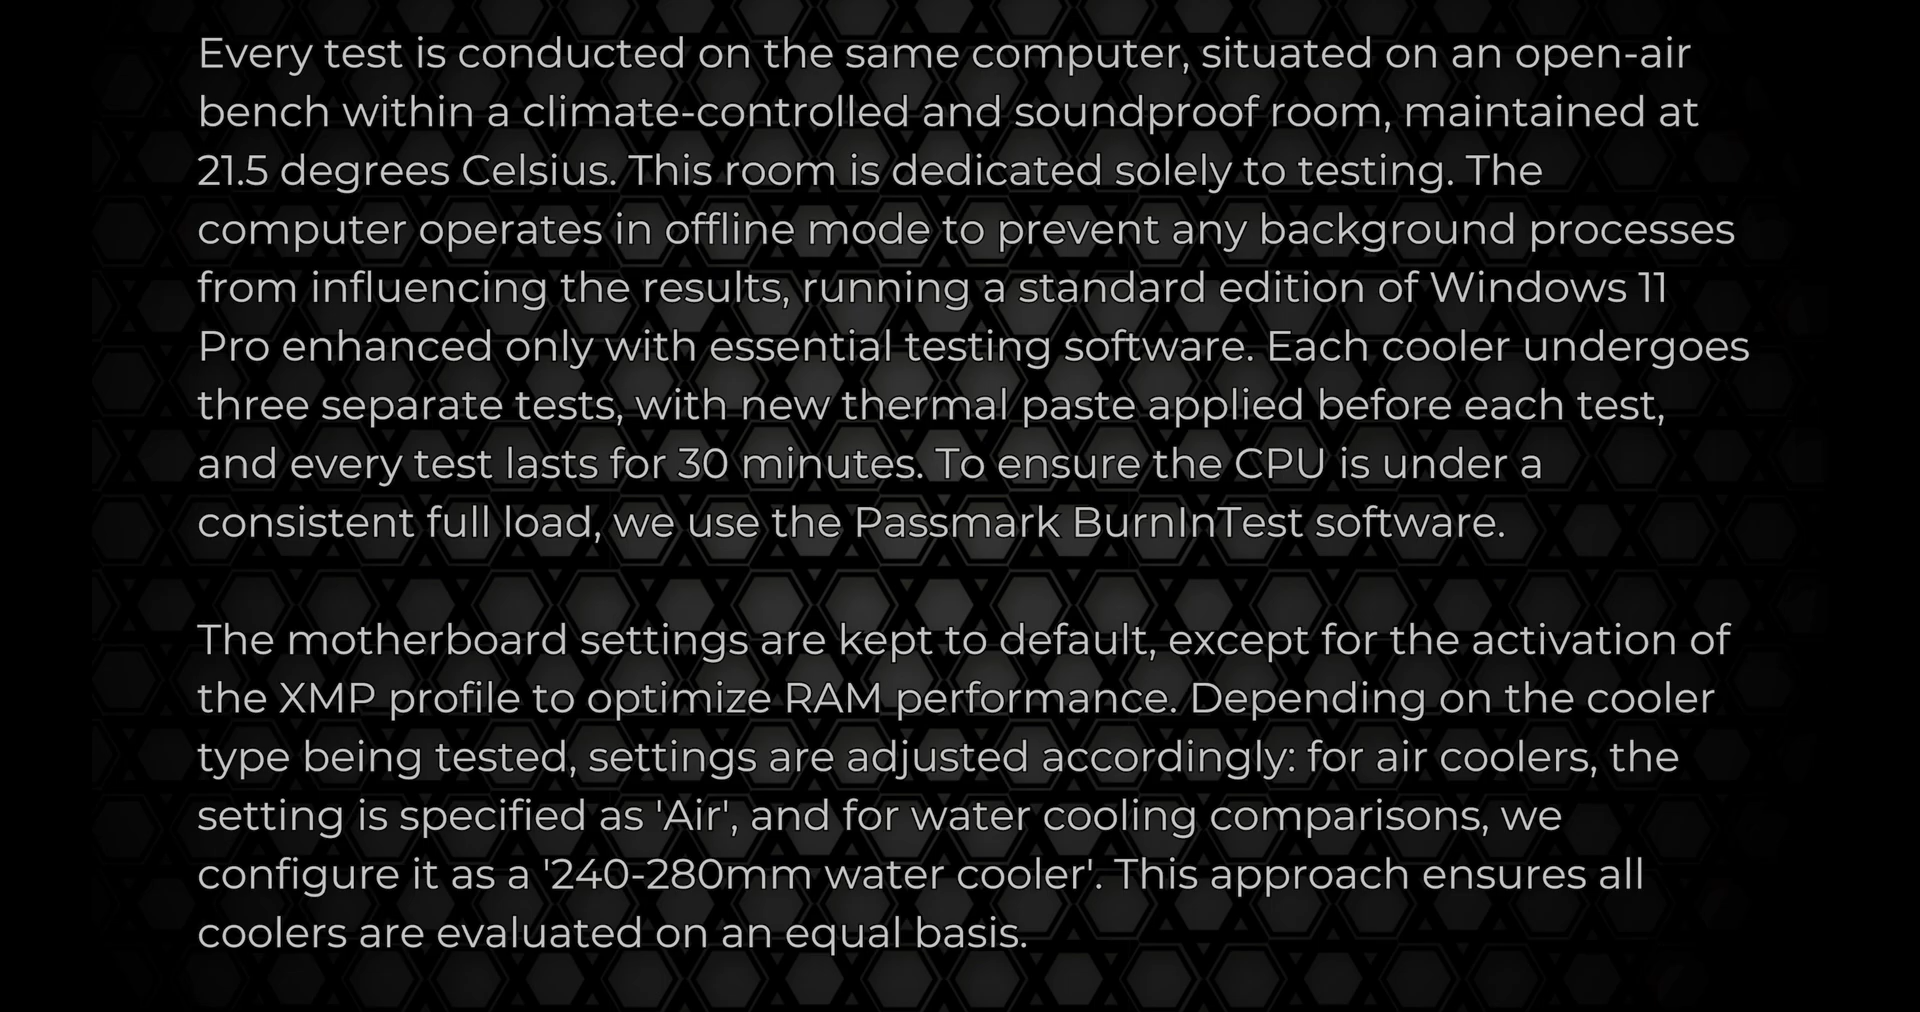 Every test is conducted on the same computer, situated on an open-air
bench within a climate-controlled and soundproof room, maintained at
21.5 degrees Celsius. This room is dedicated solely to testing. The
computer operates in offline mode to prevent any background processes
from influencing the results, running a standard edition of Windows 11
Pro enhanced only with essential testing software. Each cooler undergoes
three separate tests, with new thermal paste applied before each test,
and every test lasts for 30 minutes. To ensure the CPU is under a
consistent full load, we use the Passmark BurnInTest software.
The motherboard settings are kept to default, except for the activation of
the XMP profile to optimize RAM performance. Depending on the cooler
type being tested, settings are adjusted accordingly: for air coolers, the
setting is specified as 'Air', and for water cooling comparisons, we
configure it as a '240-280mm water cooler'. This approach ensures all
coolers are evaluated on an equal basis.